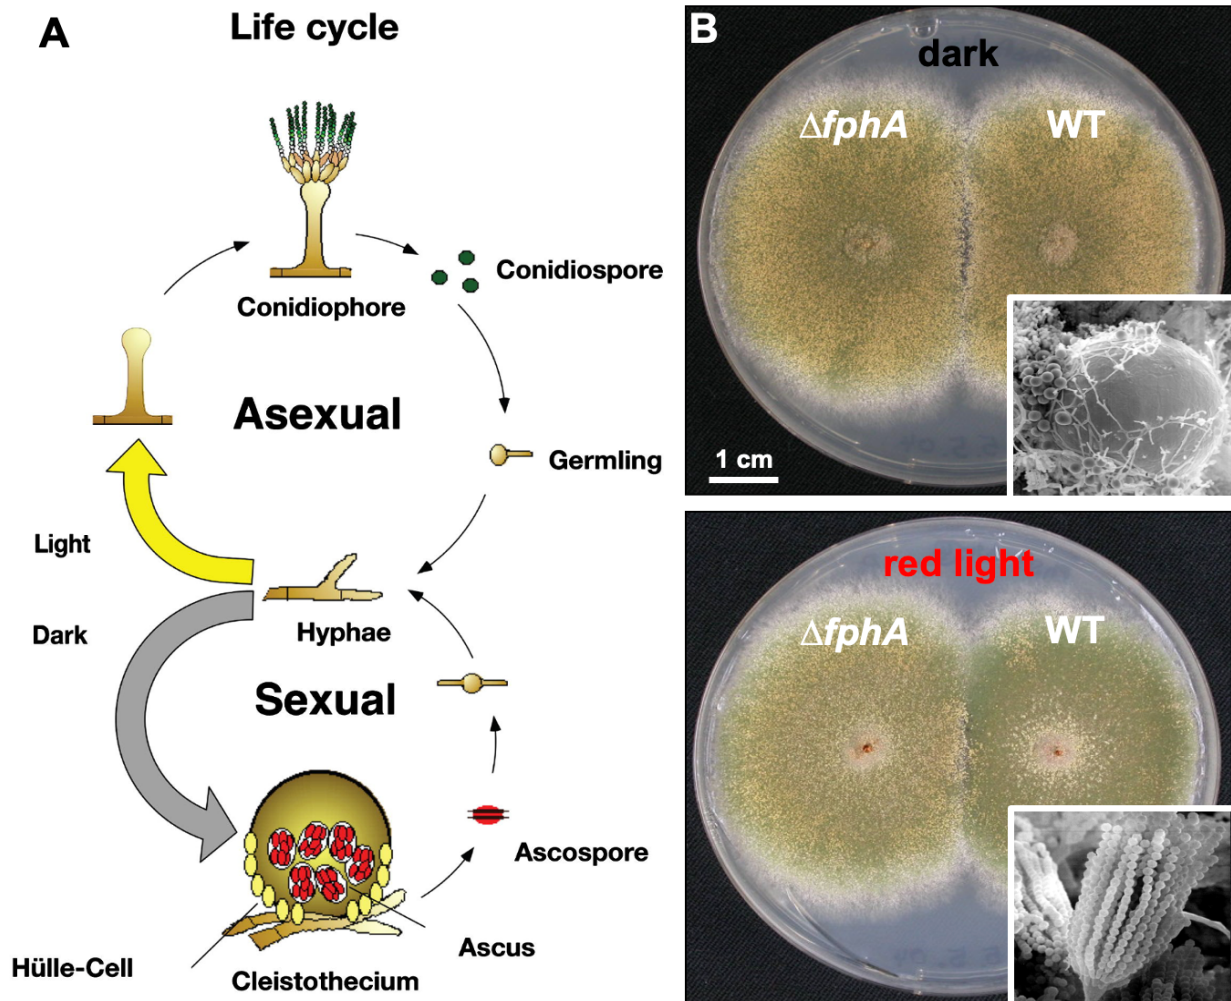 A
Life cycle
Conidiophore
Conidiospore
Asexual
Germling
Light
Hyphae
Dark
Sexual
Ascospore
Ascus
Hülle-Cell
Cleistothecium
B
dark
ΔfphA
WT
1 cm
red light
ΔfphA
WT